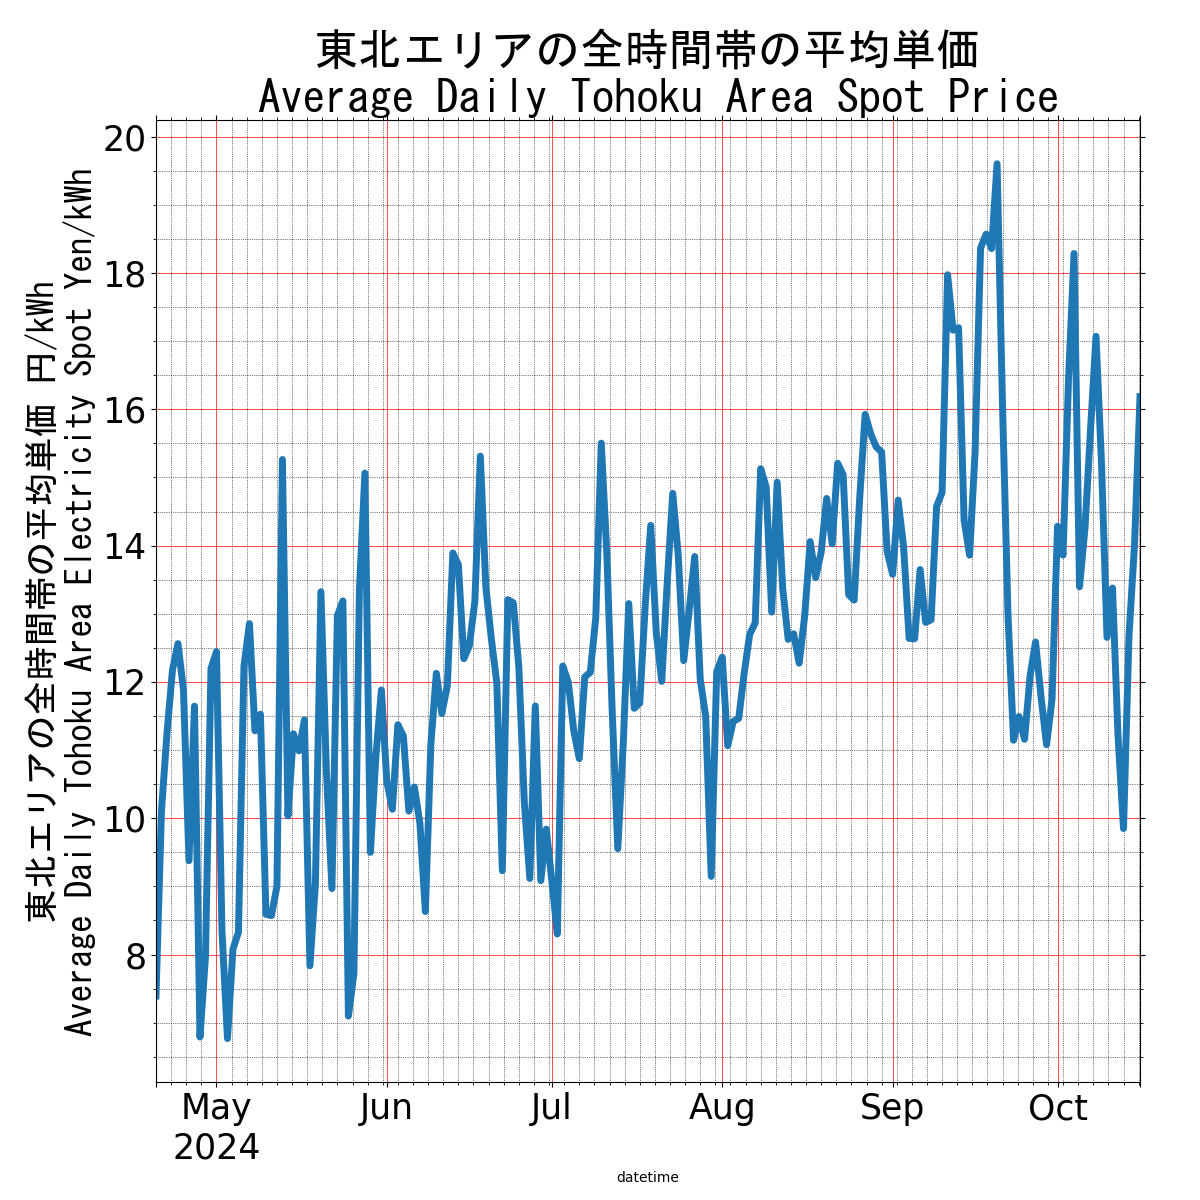 東北エリアの全時間帯の平均単価
Average Daily Tohoku Area Spot Price
東北エリアの全時間帯の平均単価 円/kWh
Average Daily Tohoku Area Electricity Spot Yen/kWh
20
18
16
14
12
10
8
May
2024
Jun
Jul
Aug
Sep
Oct
datetime